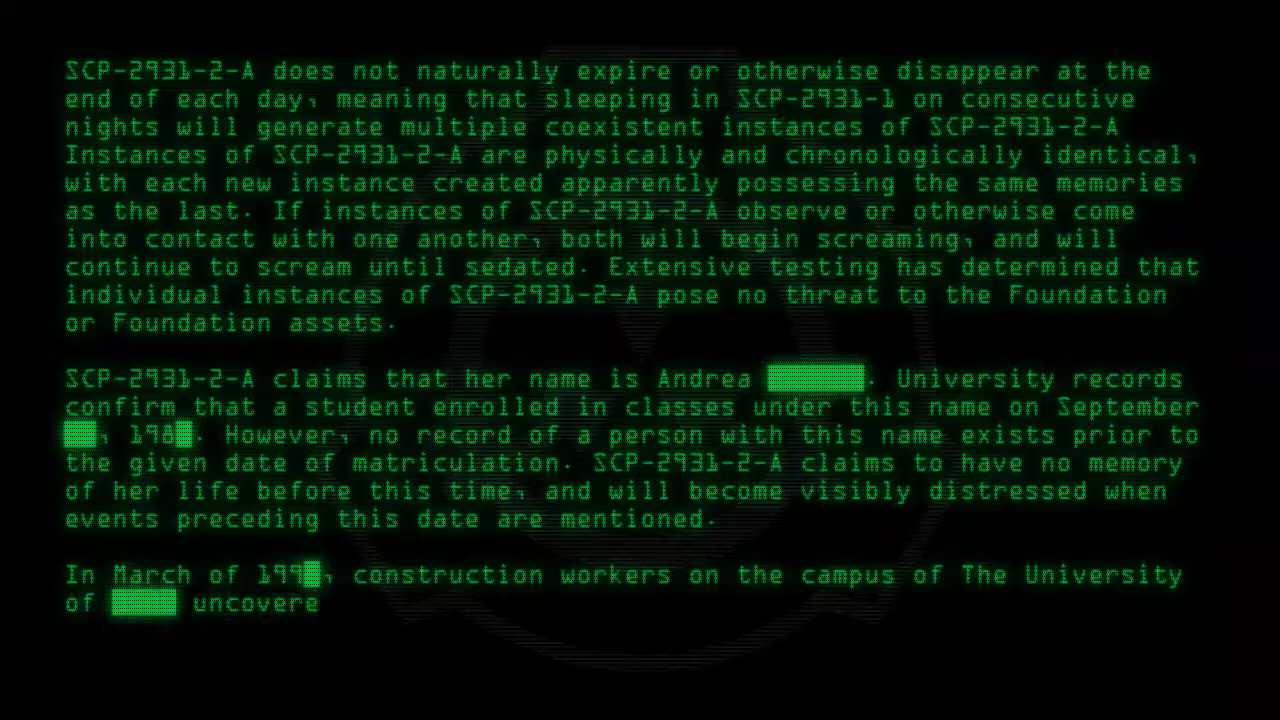 SCP-2931-2-A does not naturally expire or otherwise disappear at the
end of each day, meaning that sleeping in SCP-2931-1 on consecutive
nights will generate multiple coexistent instances of SCP-2931-2-A
Instances of SCP-2931-2-A are physically and chronologically identical,
with each new instance created apparently possessing the same memories
as the last. If instances of SCP-2931-2-A observe or otherwise come
into contact with one another, both will begin screaming, and will
continue to scream until sedated. Extensive testing has determined that
individual instances of SCP-2931-2-A pose no threat to the Foundation
or Foundation assets.
SCP-2931-2-A claims that her name is Andrea ██████. University records
confirm that a student enrolled in classes under this name on September
██, 198█. However, no record of a person with this name exists prior to
the given date of matriculation. SCP-2931-2-A claims to have no memory
of her life before this time, and will become visibly distressed when
events preceding this date are mentioned.
In March of 199█, construction workers on the campus of The University
of ████ uncovere